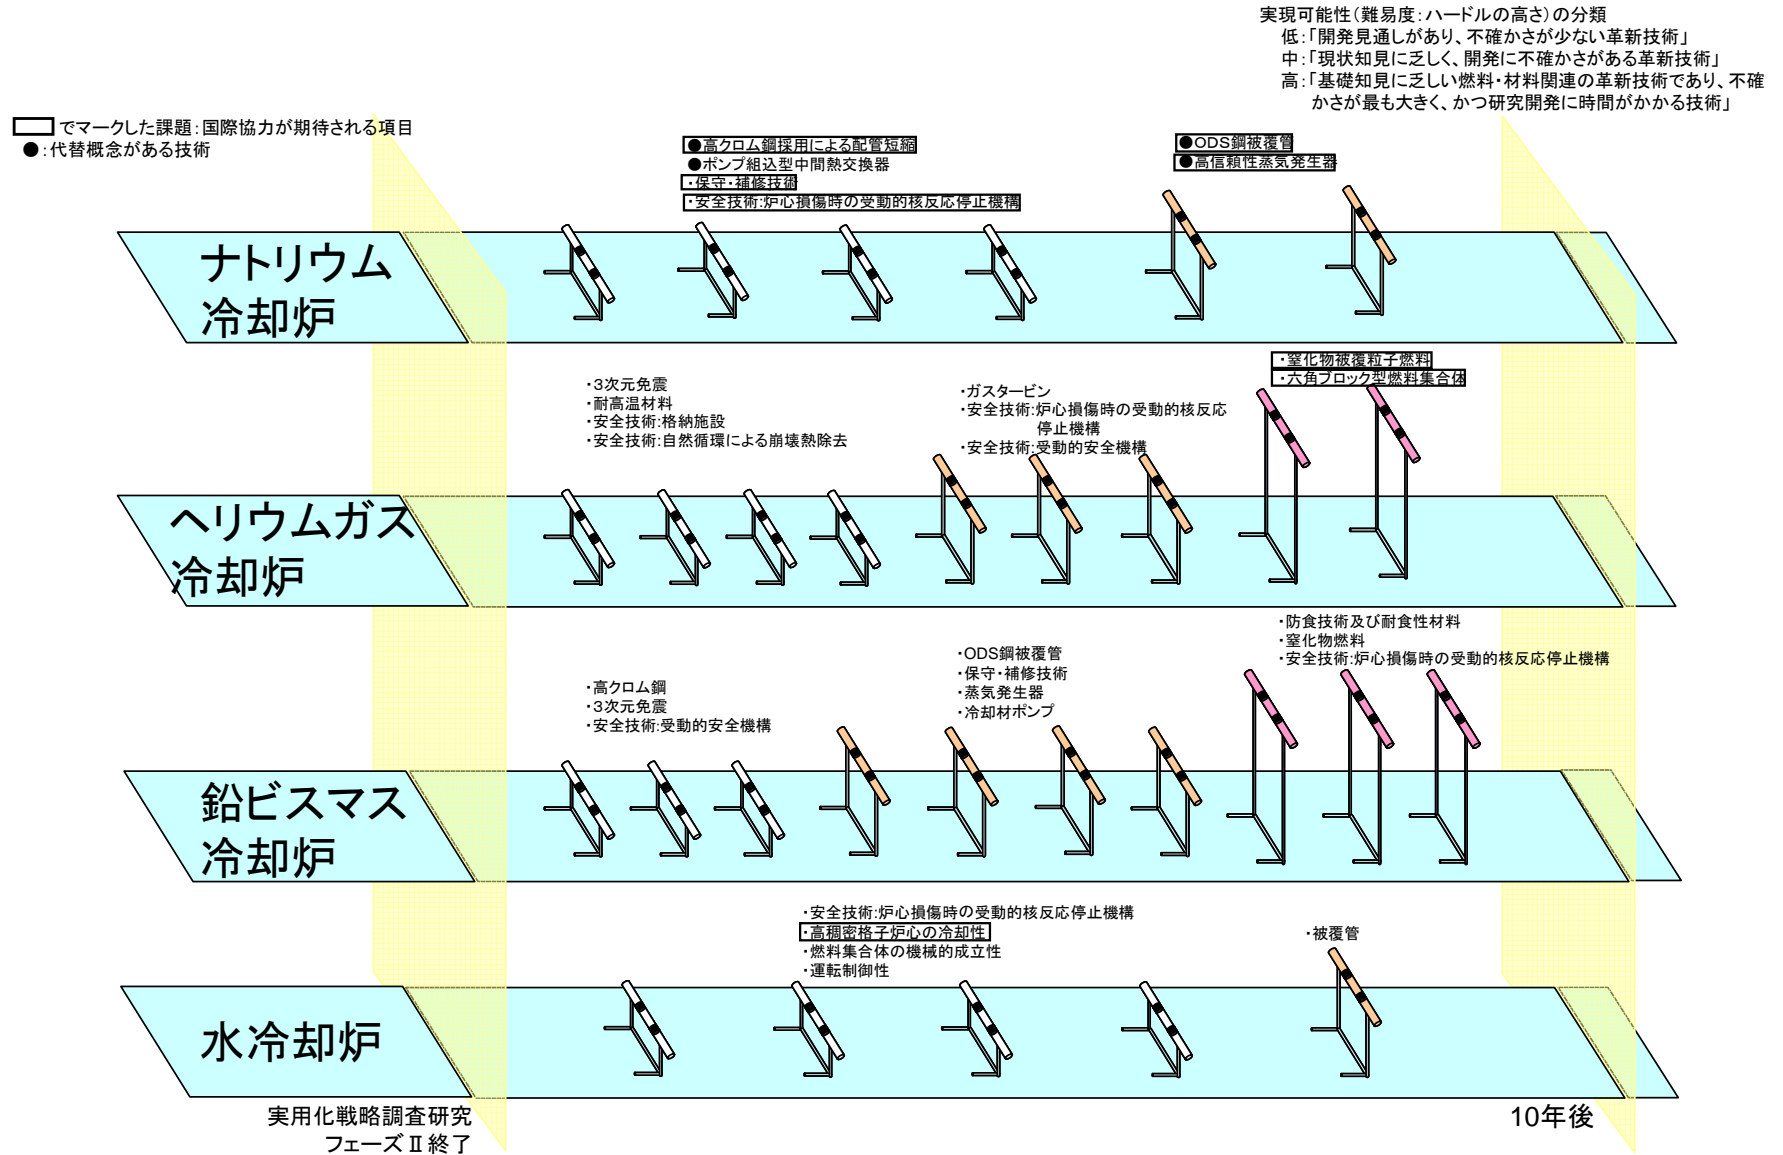 実現可能性(難易度:ハードルの高さ)の分類
低:「開発見通しがあり、不確かさが少ない革新技術」
中:「現状知見に乏しく、開発に不確かさがある革新技術」
高:「基礎知見に乏しい燃料・材料関連の革新技術であり、不確
かさが最も大きく、かつ研究開発に時間がかかる技術」
でマークした課題:国際協力が期待される項目
●:代替概念がある技術
●高クロム鋼採用による配管短縮
●ポンプ組込型中間熱交換器
・保守・補修技術
・安全技術:炉心損傷時の受動的核反応停止機構
●ODS鋼被覆管
●高信頼性蒸気発生器
ナトリウム
冷却炉
・3次元免震
・耐高温材料
・安全技術:格納施設
・安全技術:自然循環による崩壊熱除去
・ガスタービン
・安全技術:炉心損傷時の受動的核反応
停止機構
・安全技術:受動的安全機構
・窒化物被覆粒子燃料
・六角ブロック型燃料集合体
ヘリウムガス
冷却炉
・高クロム鋼
・3次元免震
・安全技術:受動的安全機構
・ODS鋼被覆管
・保守・補修技術
・蒸気発生器
・冷却材ポンプ
・防食技術及び耐食性材料
・窒化物燃料
・安全技術:炉心損傷時の受動的核反応停止機構
鉛ビスマス
冷却炉
・安全技術:炉心損傷時の受動的核反応停止機構
・高稠密格子炉心の冷却性
・燃料集合体の機械的成立性
・運転制御性
・被覆管
水冷却炉
実用化戦略調査研究
フェーズⅡ終了
10年後